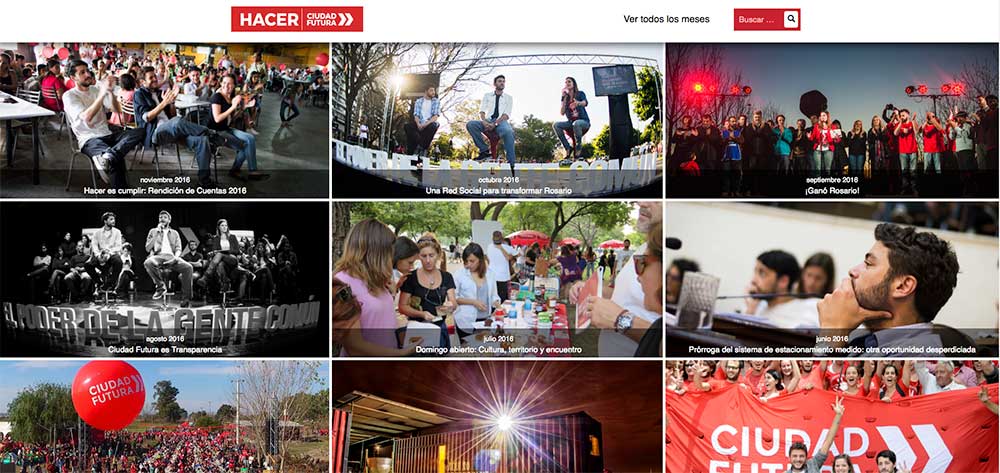 HACER CIUDAD FUTURA
Ver todos los meses
Buscar ...
noviembre 2016
Hacer es cumplir: Rendición de Cuentas 2016
octubre 2016
Una Red Social para transformar Rosario
septiembre 2016
¡Ganó Rosario!
EL PODER DE LA GENTE COMÚN
agosto 2016
Ciudad Futura es Transparencia
julio 2016
Domingo abierto: Cultura, territorio y encuentro
junio 2016
Prórroga del sistema de estacionamiento medido: otra oportunidad desperdiciada
CIUDAD
FUTURA
CIUDAD
FUTURA